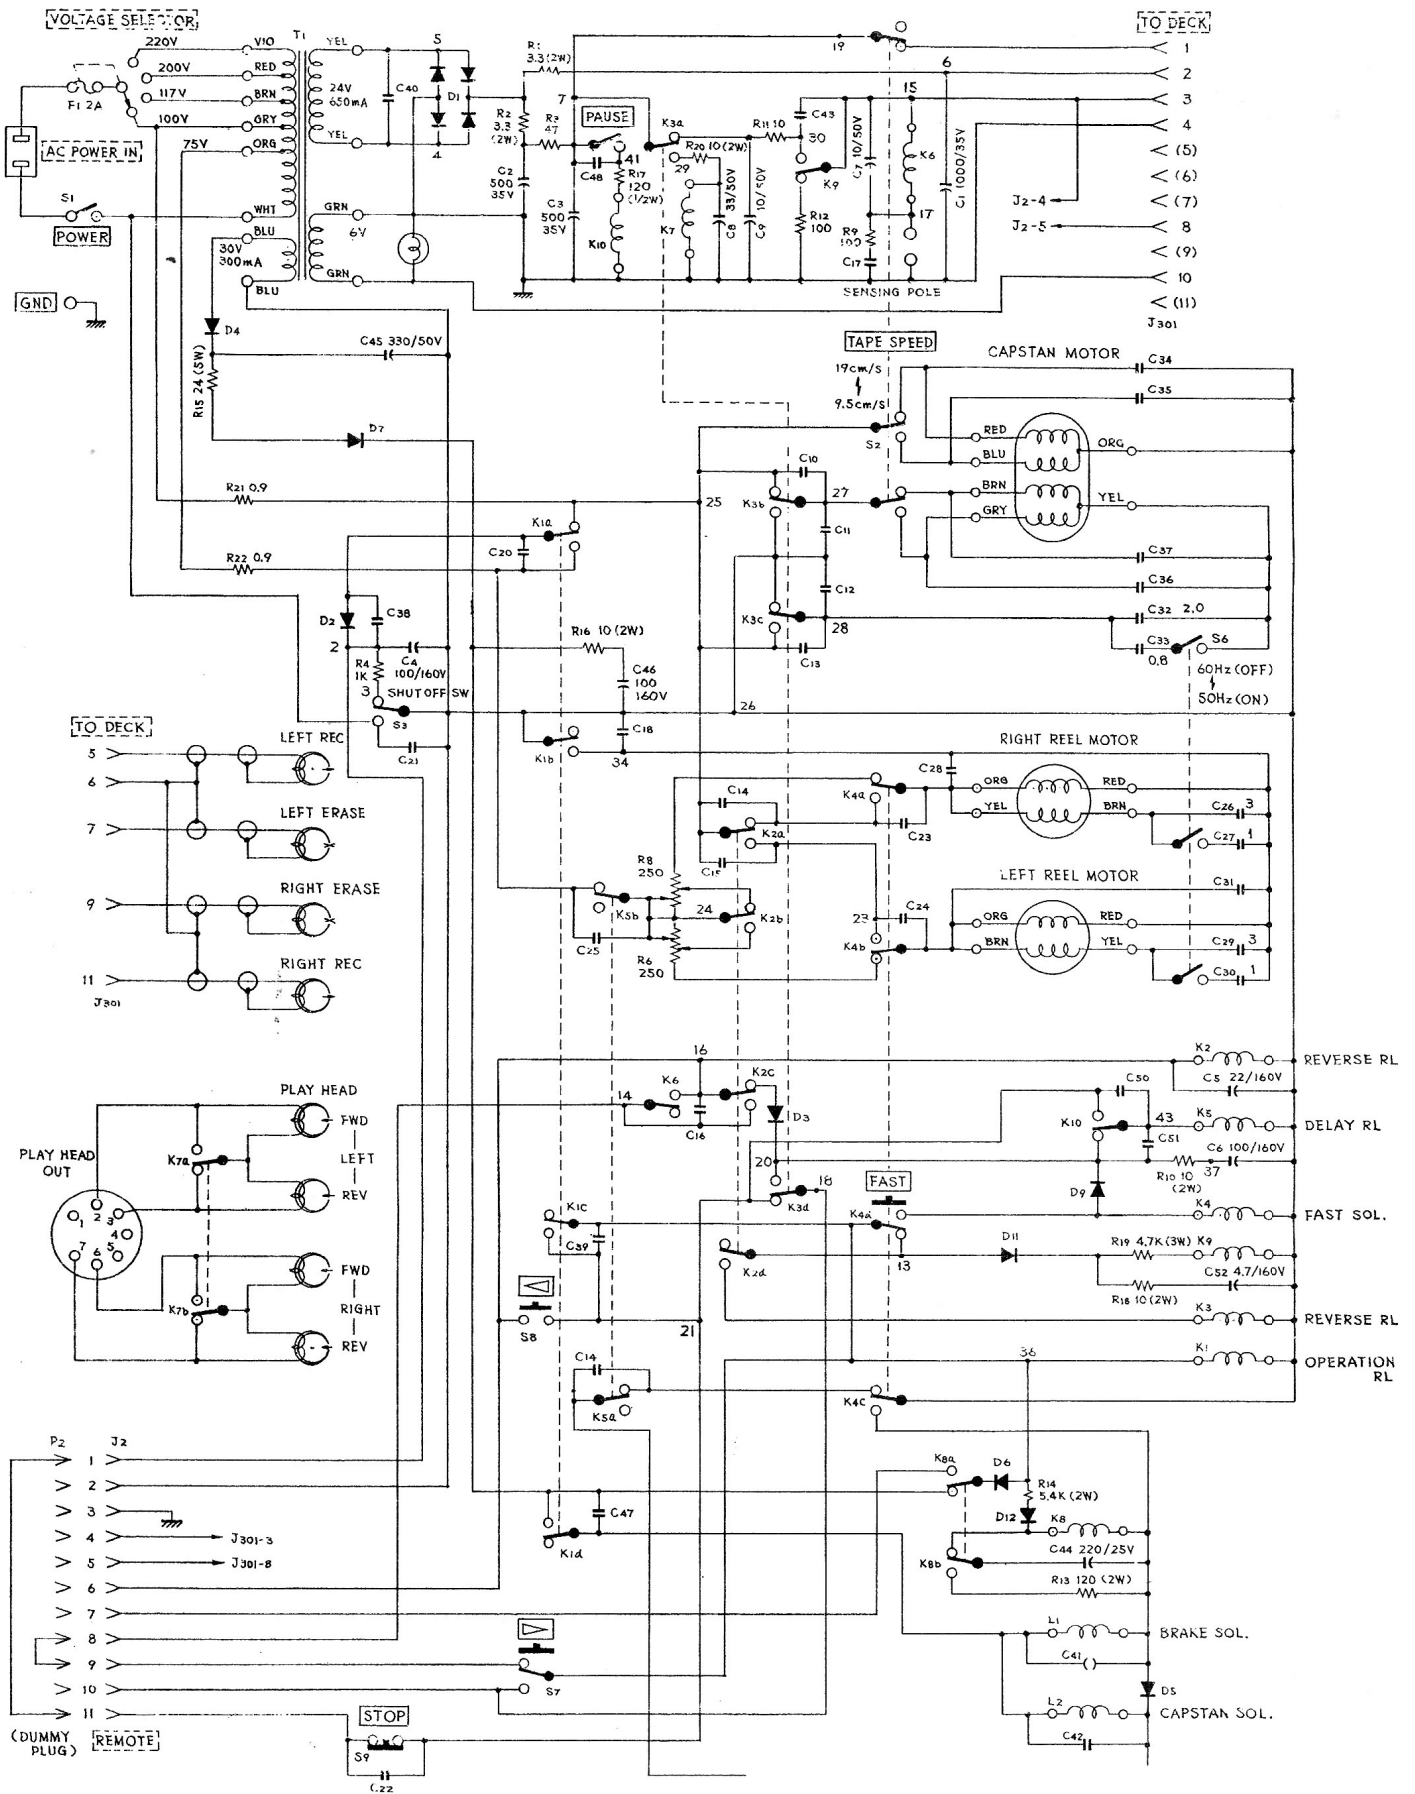 VOLTAGE SELECTOR
220V
200V
117V
100V
75V
F1 2A
AC POWER IN
S1
POWER
GND
VIO
RED
BRN
GRY
ORG
WHT
BLU
30V
300mA
BLU
T1
YEL
24V
650mA
YEL
GRN
6V
GRN
C40
5
D1
4
R1
3.3(2W)
R2
3.3
(2W)
R3
47
7
C2
500
35V
C3
500
35V
PAUSE
41
C48
R17
120
(1/2W)
K10
K3a
29
R20 10(2W)
K7
C8 33/50V
C9 10/50V
R11 10
C43
30
K9
R12
100
C7 10/50V
R9
100
C17
15
K6
17
SENSING POLE
6
C1 1000/35V
19
TO DECK
1
2
3
4
(5)
(6)
(7)
8
(9)
10
(11)
J301
J2-4
J2-5
D4
R15 24(5W)
C45 330/50V
D7
R21 0.9
R22 0.9
K1a
C20
D2
C38
2
R4
1K
C4
100/160V
3
SHUT OFF SW
S3
C21
R16 10(2W)
C46
100
160V
C18
K1b
34
26
25
TAPE SPEED
19cm/S
9.5cm/S
S2
C10
K3b
27
C11
C12
K3c
28
C13
CAPSTAN MOTOR
RED
BLU
BRN
GRY
ORG
YEL
C34
C35
C37
C36
C32 2.0
C33
0.8
S6
60Hz(OFF)
50Hz(ON)
RIGHT REEL MOTOR
ORG
YEL
RED
BRN
C28
C26 3
C27 1
LEFT REEL MOTOR
ORG
BRN
RED
YEL
C31
C29 3
C30 1
K4a
C23
C14
K2a
C15
R8
250
24
K2b
R6
250
K5b
C25
23
C24
K4b
TO DECK
5
6
7
9
11
J301
LEFT REC
LEFT ERASE
RIGHT ERASE
RIGHT REC
PLAY HEAD
FWD
LEFT
REV
FWD
RIGHT
REV
PLAY HEAD
OUT
1
2
3
4
5
6
7
K7a
K7b
16
14
K6
C16
K2C
D3
20
18
K3d
K1C
C39
S8
21
K2d
FAST
K4d
13
D11
K10
C50
43
C51
D9
R10 10
(2W)
37
K2
C5 22/160V
REVERSE RL
K5
C6 100/160V
DELAY RL
K4
FAST SOL.
R19 4.7K(3W)
K9
C52 4.7/160V
R18 10(2W)
K3
REVERSE RL
K1
OPERATION
RL
36
C14
K5a
K4C
K8a
D6
R14
5.4K(2W)
D12
K8
K8b
C44 220/25V
R13 120(2W)
C47
K1d
L1
BRAKE SOL.
C41
D5
L2
CAPSTAN SOL.
C42
P2
J2
1
2
3
4
J301-3
5
J301-8
6
7
8
9
10
11
(DUMMY
PLUG)
REMOTE
S7
STOP
S9
C22